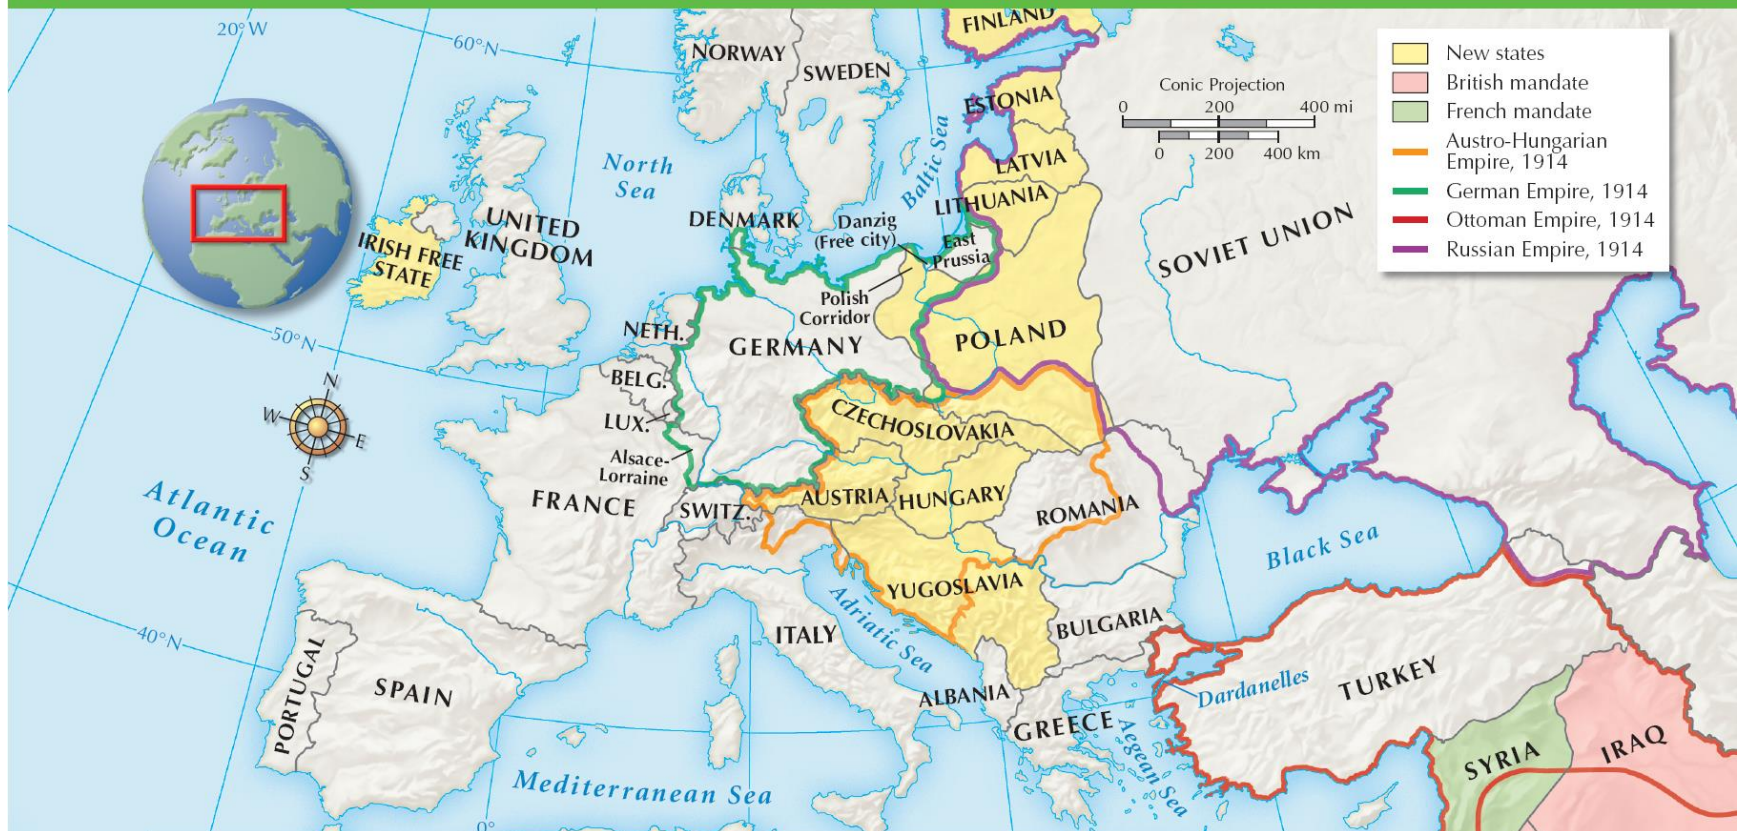 20°W
60°N
NORWAY
SWEDEN
FINLAND
New states
British mandate
French mandate
Austro-Hungarian
Empire, 1914
German Empire, 1914
Ottoman Empire, 1914
Russian Empire, 1914
Conic Projection
0 200 400 mi
0 200 400 km
ESTONIA
LATVIA
LITHUANIA
Baltic Sea
North
Sea
DENMARK
Danzig
(Free city)
East
Prussia
UNITED
KINGDOM
IRISH FREE
STATE
SOVIET UNION
Polish
Corridor
POLAND
NETH.
GERMANY
50°N
BELG.
LUX.
CZECHOSLOVAKIA
N
W
E
S
Alsace-
Lorraine
FRANCE
SWITZ.
AUSTRIA
HUNGARY
ROMANIA
Atlantic
Ocean
Black Sea
YUGOSLAVIA
Adriatic Sea
ITALY
BULGARIA
40°N
PORTUGAL
SPAIN
ALBANIA
GREECE
Aegean Sea
Dardanelles
TURKEY
SYRIA
IRAQ
Mediterranean Sea
0°